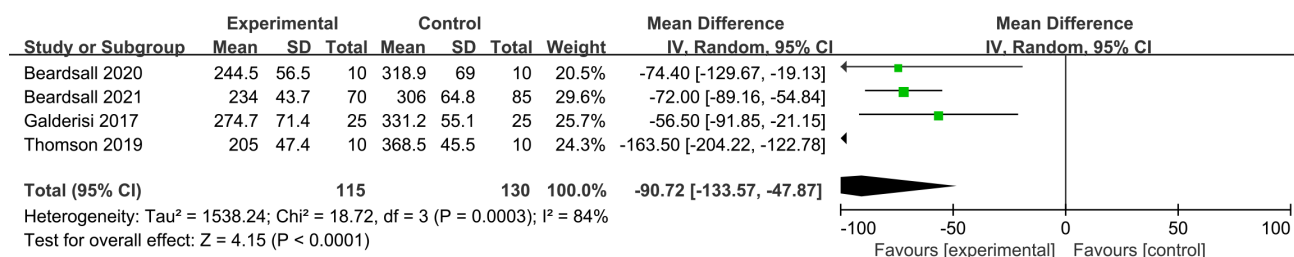 Experimental Control Mean Difference Mean Difference
Study or Subgroup Mean SD Total Mean SD Total Weight IV, Random, 95% CI IV, Random, 95% CI
Beardsall 2020 244.5 56.5 10 318.9 69 10 20.5% -74.40 [-129.67, -19.13]
Beardsall 2021 234 43.7 70 306 64.8 85 29.6% -72.00 [-89.16, -54.84]
Galderisi 2017 274.7 71.4 25 331.2 55.1 25 25.7% -56.50 [-91.85, -21.15]
Thomson 2019 205 47.4 10 368.5 45.5 10 24.3% -163.50 [-204.22, -122.78]
Total (95% CI) 115 130 100.0% -90.72 [-133.57, -47.87]
Heterogeneity: Tau² = 1538.24; Chi² = 18.72, df = 3 (P = 0.0003); I² = 84%
Test for overall effect: Z = 4.15 (P < 0.0001)
-100 -50 0 50 100
Favours [experimental] Favours [control]